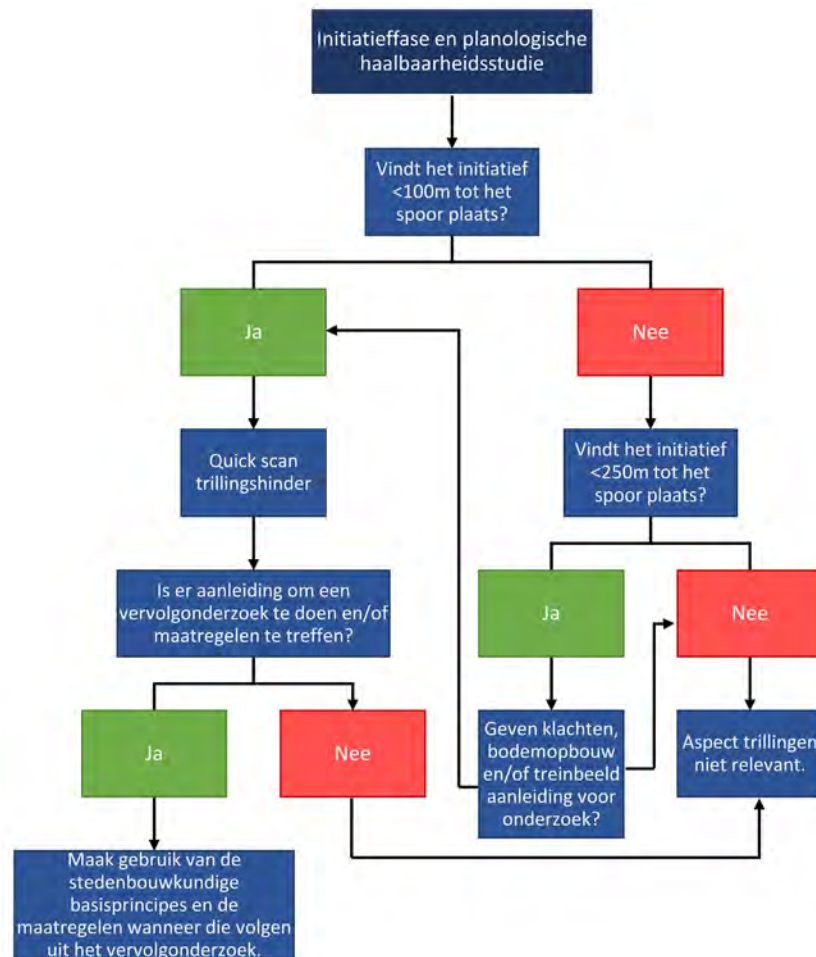 Initiatieffase en planologische
haalbaarheidsstudie
Vindt het initiatief
<100m tot het
spoor plaats?
Ja
Nee
Quick scan
trillingshinder
Vindt het initiatief
<250m tot het
spoor plaats?
Is er aanleiding om een
vervolgonderzoek te doen en/of
maatregelen te treffen?
Ja
Nee
Ja
Nee
Geven klachten,
bodemopbouw
en/of treinbeeld
aanleiding voor
onderzoek?
Aspect trillingen
niet relevant.
Maak gebruik van de
stedenbouwkundige
basisprincipes en de
maatregelen wanneer die volgen
uit het vervolgonderzoek.